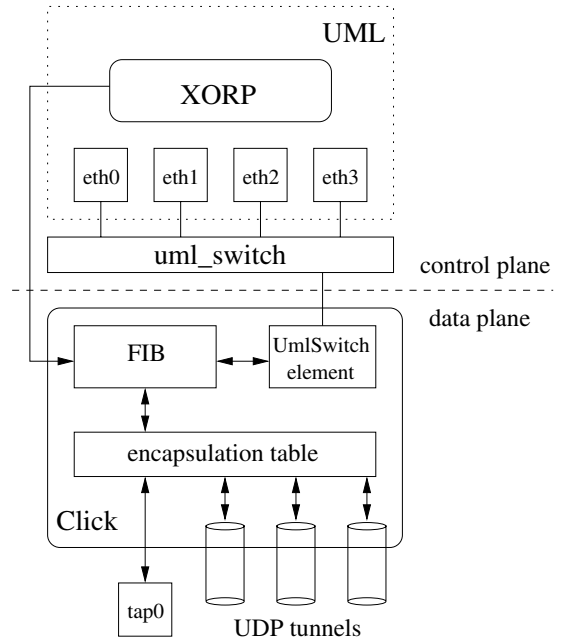 UML
XORP
eth0 eth1 eth2 eth3
uml_switch
control plane
data plane
FIB
UmlSwitch
element
encapsulation table
Click
tap0
UDP tunnels